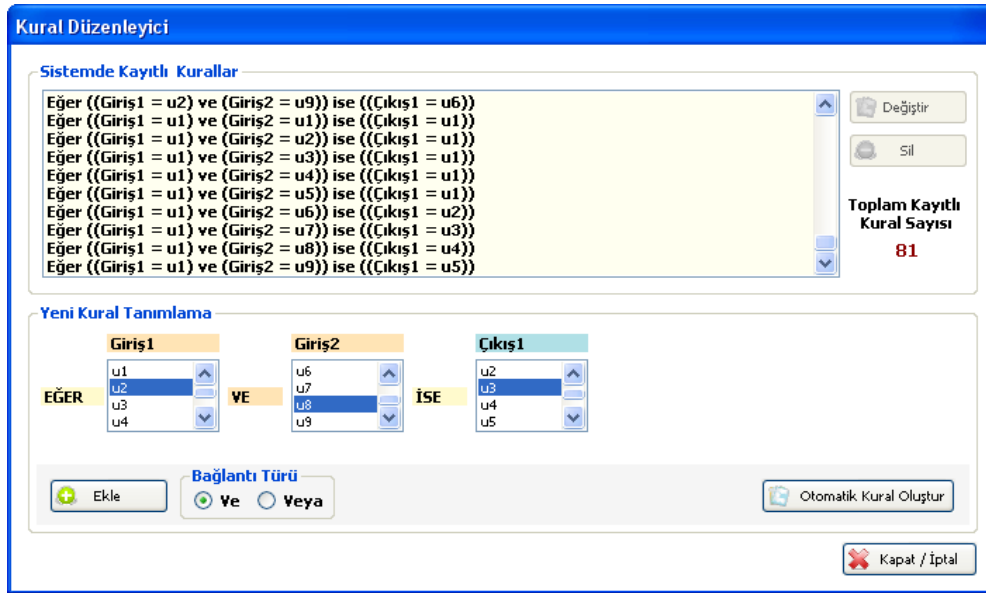 Kural Düzenleyici
Sistemde Kayıtlı Kurallar
Eğer ((Giriş1 = u2) ve (Giriş2 = u9)) ise ((Çıkış1 = u6))
Eğer ((Giriş1 = u1) ve (Giriş2 = u1)) ise ((Çıkış1 = u1))
Eğer ((Giriş1 = u1) ve (Giriş2 = u2)) ise ((Çıkış1 = u1))
Eğer ((Giriş1 = u1) ve (Giriş2 = u3)) ise ((Çıkış1 = u1))
Eğer ((Giriş1 = u1) ve (Giriş2 = u4)) ise ((Çıkış1 = u1))
Eğer ((Giriş1 = u1) ve (Giriş2 = u5)) ise ((Çıkış1 = u1))
Eğer ((Giriş1 = u1) ve (Giriş2 = u6)) ise ((Çıkış1 = u2))
Eğer ((Giriş1 = u1) ve (Giriş2 = u7)) ise ((Çıkış1 = u3))
Eğer ((Giriş1 = u1) ve (Giriş2 = u8)) ise ((Çıkış1 = u4))
Eğer ((Giriş1 = u1) ve (Giriş2 = u9)) ise ((Çıkış1 = u5))
Değiştir
Sil
Toplam Kayıtlı
Kural Sayısı
81
Yeni Kural Tanımlama
EĞER
Giriş1
u1
u2
u3
u4
VE
Giriş2
u6
u7
u8
u9
İSE
Çıkış1
u2
u3
u4
u5
Ekle
Bağlantı Türü
Ve Veya
Otomatik Kural Oluştur
Kapat / İptal